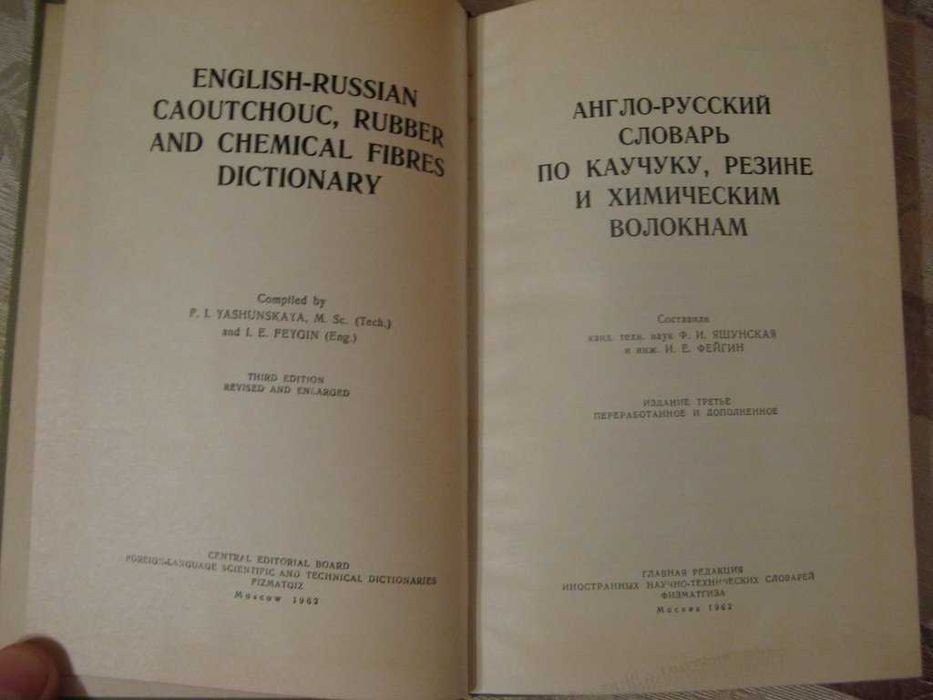 ENGLISH-RUSSIAN
CAOUTCHOUC, RUBBER
AND CHEMICAL FIBRES
DICTIONARY
Compiled by
F. I. YASHUNSKAYA, M. Sc. (Tech.)
and I. E. FEYGIN (Eng.)
THIRD EDITION
REVISED AND ENLARGED
CENTRAL EDITORIAL BOARD
FOREIGN-LANGUAGE SCIENTIFIC AND TECHNICAL DICTIONARIES
FIZMATGIZ
Moscow 1962
АНГЛО-РУССКИЙ
СЛОВАРЬ
ПО КАУЧУКУ, РЕЗИНЕ
И ХИМИЧЕСКИМ
ВОЛОКНАМ
Составили
канд. техн. наук Ф. И. ЯШУНСКАЯ
и инж. И. Е. ФЕЙГИН
ИЗДАНИЕ ТРЕТЬЕ
ПЕРЕРАБОТАННОЕ И ДОПОЛНЕННОЕ
ГЛАВНАЯ РЕДАКЦИЯ
ИНОСТРАННЫХ НАУЧНО-ТЕХНИЧЕСКИХ СЛОВАРЕЙ
ФИЗМАТГИЗА
Москва 1962